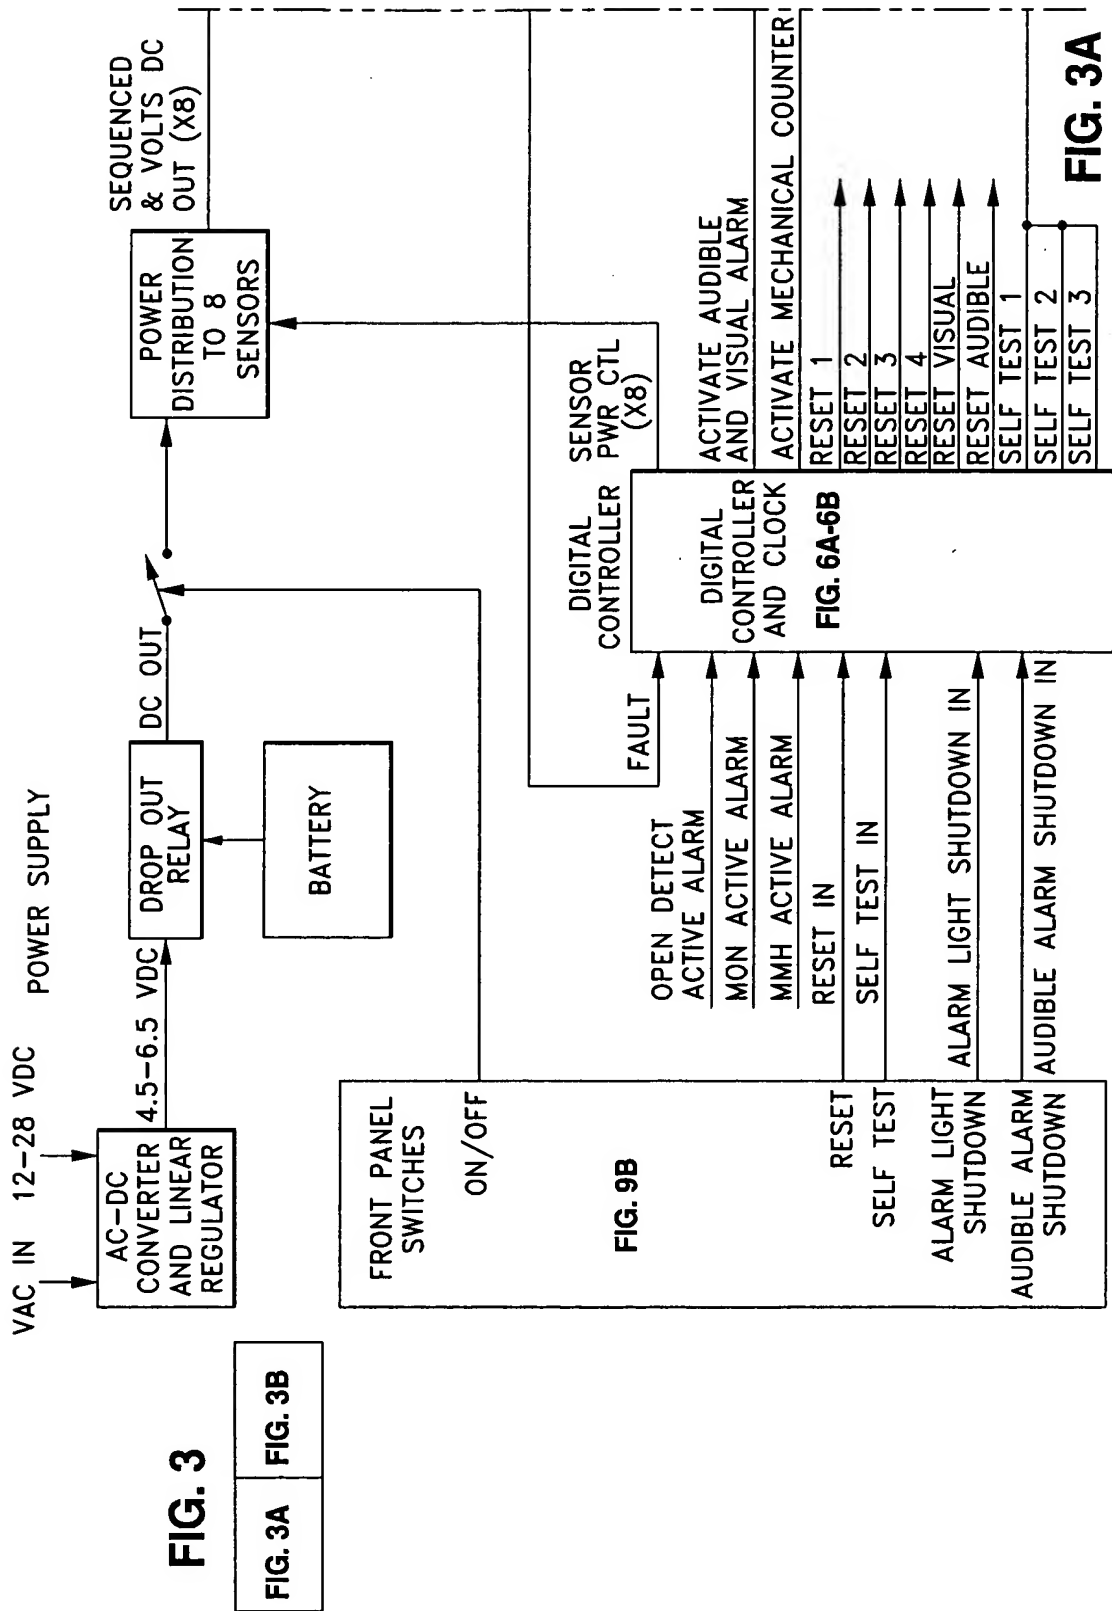 FIG. 3
FIG. 3A
FIG. 3B
POWER SUPPLY
VAC IN
12-28 VDC
AC-DC
CONVERTER
AND LINEAR
REGULATOR
4.5-6.5 VDC
DROP OUT
RELAY
BATTERY
DC OUT
POWER
DISTRIBUTION
TO 8
SENSORS
SEQUENCED
& VOLTS DC
OUT (X8)
FRONT PANEL
SWITCHES
ON/OFF
FIG. 9B
RESET
SELF TEST
ALARM LIGHT
SHUTDOWN
AUDIBLE ALARM
SHUTDOWN
FAULT
OPEN DETECT
ACTIVE ALARM
MON ACTIVE ALARM
MMH ACTIVE ALARM
RESET IN
SELF TEST IN
ALARM LIGHT SHUTDOWN IN
AUDIBLE ALARM SHUTDOWN IN
DIGITAL
CONTROLLER
DIGITAL
CONTROLLER
AND CLOCK
FIG. 6A-6B
SENSOR
PWR CTL
(X8)
ACTIVATE AUDIBLE
AND VISUAL ALARM
ACTIVATE MECHANICAL COUNTER
RESET 1
RESET 2
RESET 3
RESET 4
RESET VISUAL
RESET AUDIBLE
SELF TEST 1
SELF TEST 2
SELF TEST 3
FIG. 3A